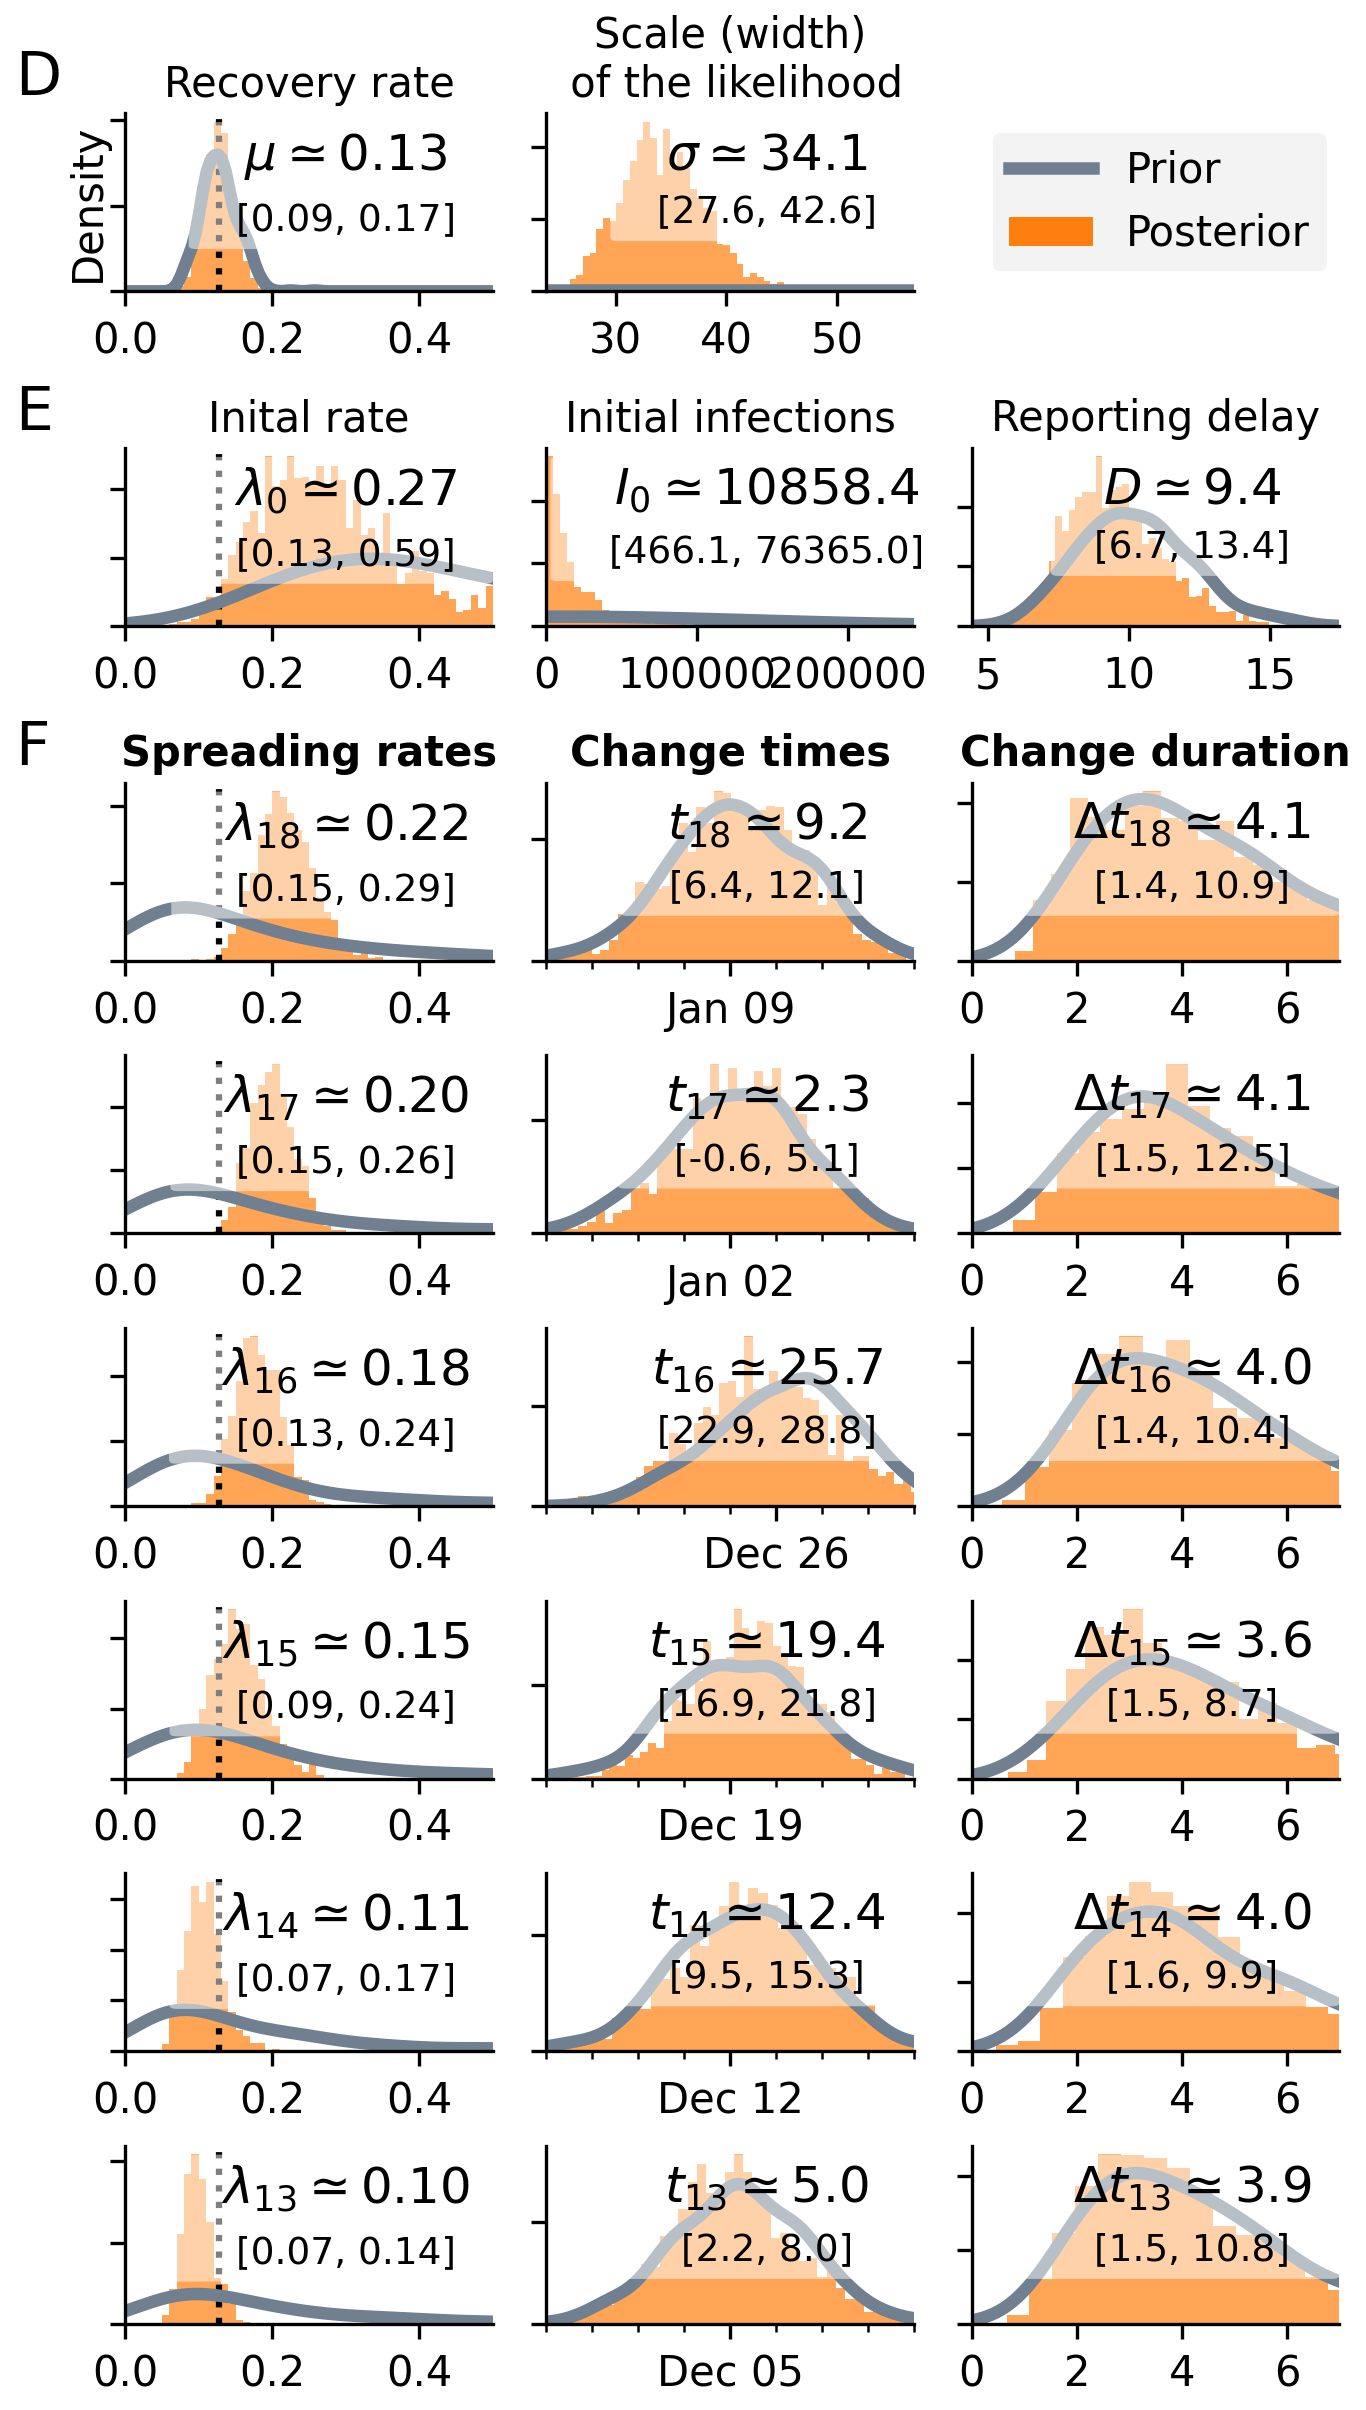 D
Recovery rate
Density
μ ≃ 0.13
[0.09, 0.17]
0.0 0.2 0.4
Scale (width)
of the likelihood
σ ≃ 34.1
[27.6, 42.6]
30 40 50
Prior
Posterior
E
Inital rate
λ0 ≃ 0.27
[0.13, 0.59]
0.0 0.2 0.4
Initial infections
I0 ≃ 10858.4
[466.1, 76365.0]
0 100000 200000
Reporting delay
D ≃ 9.4
[6.7, 13.4]
5 10 15
F
Spreading rates
Change times
Change duration
λ18 ≃ 0.22
[0.15, 0.29]
0.0 0.2 0.4
t18 ≃ 9.2
[6.4, 12.1]
Jan 09
Δt18 ≃ 4.1
[1.4, 10.9]
0 2 4 6
λ17 ≃ 0.20
[0.15, 0.26]
0.0 0.2 0.4
t17 ≃ 2.3
[-0.6, 5.1]
Jan 02
Δt17 ≃ 4.1
[1.5, 12.5]
0 2 4 6
λ16 ≃ 0.18
[0.13, 0.24]
0.0 0.2 0.4
t16 ≃ 25.7
[22.9, 28.8]
Dec 26
Δt16 ≃ 4.0
[1.4, 10.4]
0 2 4 6
λ15 ≃ 0.15
[0.09, 0.24]
0.0 0.2 0.4
t15 ≃ 19.4
[16.9, 21.8]
Dec 19
Δt15 ≃ 3.6
[1.5, 8.7]
0 2 4 6
λ14 ≃ 0.11
[0.07, 0.17]
0.0 0.2 0.4
t14 ≃ 12.4
[9.5, 15.3]
Dec 12
Δt14 ≃ 4.0
[1.6, 9.9]
0 2 4 6
λ13 ≃ 0.10
[0.07, 0.14]
0.0 0.2 0.4
t13 ≃ 5.0
[2.2, 8.0]
Dec 05
Δt13 ≃ 3.9
[1.5, 10.8]
0 2 4 6